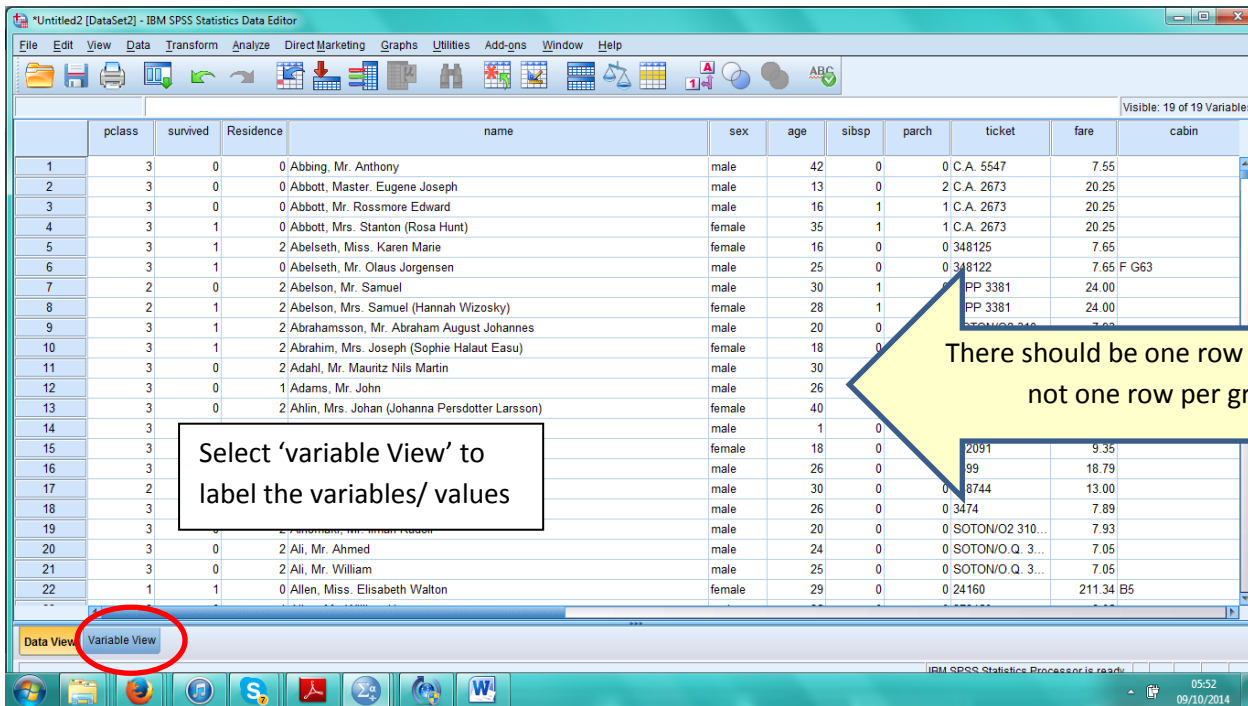 *Untitled2 [DataSet2] - IBM SPSS Statistics Data Editor
File Edit View Data Transform Analyze Direct Marketing Graphs Utilities Add-ons Window Help
Visible: 19 of 19 Variables
pclass survived Residence name sex age sibsp parch ticket fare cabin
1 3 0 0 Abbing, Mr. Anthony male 42 0 0 C.A. 5547 7.55
2 3 0 0 Abbott, Master. Eugene Joseph male 13 0 2 C.A. 2673 20.25
3 3 0 0 Abbott, Mr. Rossmore Edward male 16 1 1 C.A. 2673 20.25
4 3 1 0 Abbott, Mrs. Stanton (Rosa Hunt) female 35 1 1 C.A. 2673 20.25
5 3 1 2 Abelseth, Miss. Karen Marie female 16 0 0 348125 7.65
6 3 1 0 Abelseth, Mr. Olaus Jorgensen male 25 0 0 348122 7.65 F G63
7 2 0 2 Abelson, Mr. Samuel male 30 1 PP 3381 24.00
8 2 1 2 Abelson, Mrs. Samuel (Hannah Wizosky) female 28 1 PP 3381 24.00
9 3 1 2 Abrahamsson, Mr. Abraham August Johannes male 20 0
10 3 1 2 Abrahim, Mrs. Joseph (Sophie Halaut Easu) female 18 0
11 3 0 2 Adahl, Mr. Mauritz Nils Martin male 30
12 3 0 1 Adams, Mr. John male 26
13 3 0 2 Ahlin, Mrs. Johan (Johanna Persdotter Larsson) female 40
14 3 male 1 0
15 3 female 18 0 2091 9.35
16 3 male 26 0 99 18.79
17 2 male 30 0 0 8744 13.00
18 3 male 26 0 0 3474 7.89
19 3 male 20 0 0 SOTON/O2 310... 7.93
20 3 0 2 Ali, Mr. Ahmed male 24 0 0 SOTON/O.Q. 3... 7.05
21 3 0 2 Ali, Mr. William male 25 0 0 SOTON/O.Q. 3... 7.05
22 1 1 0 Allen, Miss. Elisabeth Walton female 29 0 0 24160 211.34 B5
There should be one row
not one row per gr
Select ‘variable View’ to
label the variables/ values
Data View Variable View
IBM SPSS Statistics Processor is ready
05:52
09/10/2014